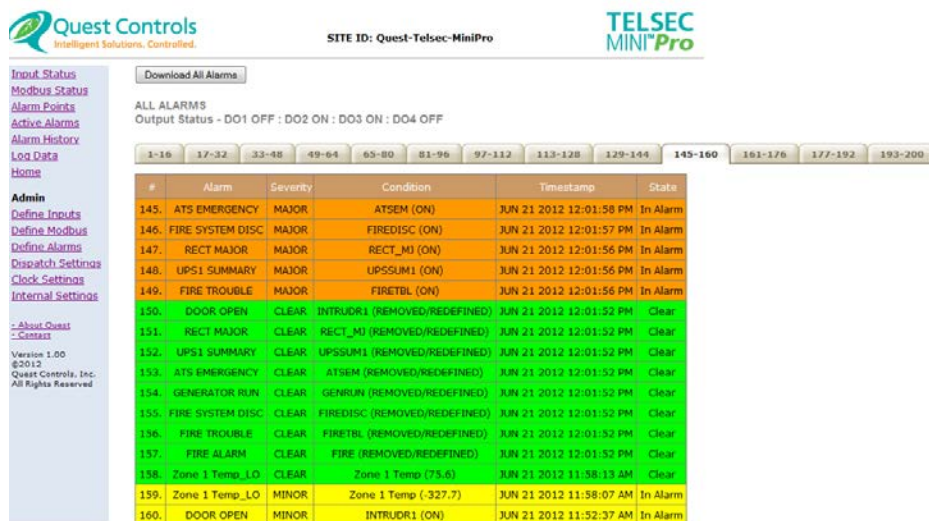 Quest Controls
Intelligent Solutions. Controlled.
SITE ID: Quest-Telsec-MiniPro
TELSEC
MINI™Pro
Input Status
Modbus Status
Alarm Points
Active Alarms
Alarm History
Log Data
Home
Admin
Define Inputs
Define Modbus
Define Alarms
Dispatch Settings
Clock Settings
Internal Settings
- About Quest
- Contact
Version 1.00
©2012
Quest Controls, Inc.
All Rights Reserved
Download All Alarms
ALL ALARMS
Output Status - DO1 OFF : DO2 ON : DO3 ON : DO4 OFF
1-16 17-32 33-48 49-64 65-80 81-96 97-112 113-128 129-144 145-160 161-176 177-192 193-200
# Alarm Severity Condition Timestamp State
145. ATS EMERGENCY MAJOR ATSEM (ON) JUN 21 2012 12:01:58 PM In Alarm
146. FIRE SYSTEM DISC MAJOR FIREDISC (ON) JUN 21 2012 12:01:57 PM In Alarm
147. RECT MAJOR MAJOR RECT_MJ (ON) JUN 21 2012 12:01:56 PM In Alarm
148. UPS1 SUMMARY MAJOR UPSSUM1 (ON) JUN 21 2012 12:01:56 PM In Alarm
149. FIRE TROUBLE MAJOR FIRETBL (ON) JUN 21 2012 12:01:56 PM In Alarm
150. DOOR OPEN CLEAR INTRUDR1 (REMOVED/REDEFINED) JUN 21 2012 12:01:52 PM Clear
151. RECT MAJOR CLEAR RECT_MJ (REMOVED/REDEFINED) JUN 21 2012 12:01:52 PM Clear
152. UPS1 SUMMARY CLEAR UPSSUM1 (REMOVED/REDEFINED) JUN 21 2012 12:01:52 PM Clear
153. ATS EMERGENCY CLEAR ATSEM (REMOVED/REDEFINED) JUN 21 2012 12:01:52 PM Clear
154. GENERATOR RUN CLEAR GENRUN (REMOVED/REDEFINED) JUN 21 2012 12:01:52 PM Clear
155. FIRE SYSTEM DISC CLEAR FIREDISC (REMOVED/REDEFINED) JUN 21 2012 12:01:52 PM Clear
156. FIRE TROUBLE CLEAR FIRETBL (REMOVED/REDEFINED) JUN 21 2012 12:01:52 PM Clear
157. FIRE ALARM CLEAR FIRE (REMOVED/REDEFINED) JUN 21 2012 12:01:52 PM Clear
158. Zone 1 Temp_LO CLEAR Zone 1 Temp (75.6) JUN 21 2012 11:58:13 AM Clear
159. Zone 1 Temp_LO MINOR Zone 1 Temp (-327.7) JUN 21 2012 11:58:07 AM In Alarm
160. DOOR OPEN MINOR INTRUDR1 (ON) JUN 21 2012 11:52:37 AM In Alarm